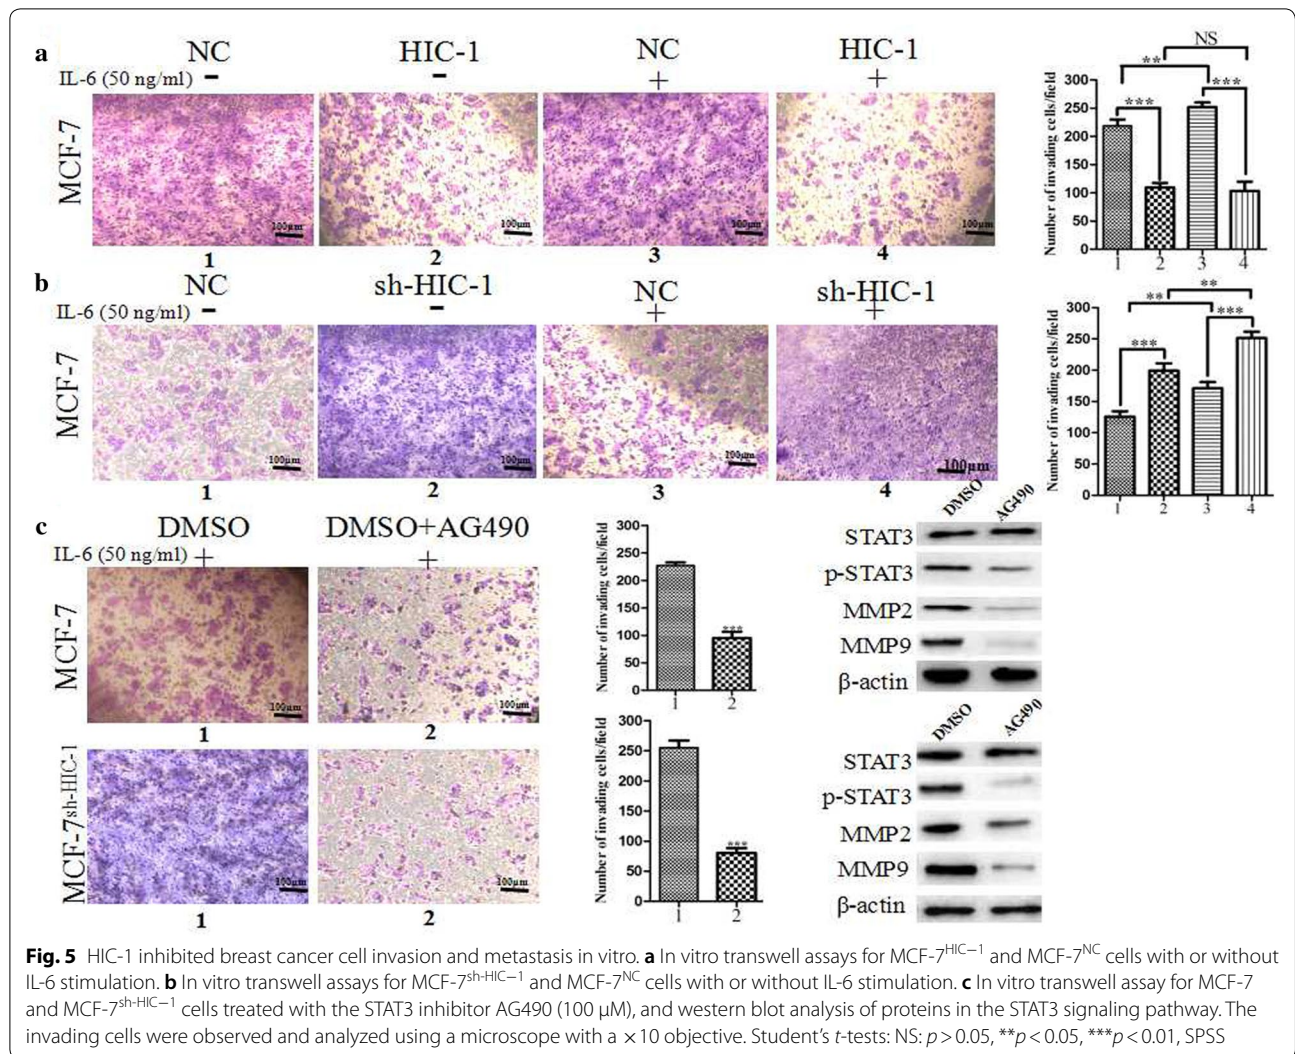 a
NC HIC-1 NC HIC-1
IL-6 (50 ng/ml) - - + +
MCF-7
100μm 100μm 100μm 100μm
1 2 3 4
Number of invading cells/field
300
250
200
150
100
50
0
NS
**
***
***
1 2 3 4
b
NC sh-HIC-1 NC sh-HIC-1
IL-6 (50 ng/ml) - - + +
MCF-7
100μm 100μm 100μm 100μm
1 2 3 4
Number of invading cells/field
300
250
200
150
100
50
0
**
**
***
***
1 2 3 4
c
DMSO DMSO+AG490
IL-6 (50 ng/ml) + +
MCF-7
100μm 100μm
1 2
Number of invading cells/field
300
250
200
150
100
50
0
***
1 2
DMSO AG490
STAT3
p-STAT3
MMP2
MMP9
β-actin
MCF-7sh-HIC-1
100μm 100μm
1 2
Number of invading cells/field
300
250
200
150
100
50
0
***
1 2
DMSO AG490
STAT3
p-STAT3
MMP2
MMP9
β-actin
Fig. 5 HIC-1 inhibited breast cancer cell invasion and metastasis in vitro. a In vitro transwell assays for MCF-7HIC−1 and MCF-7NC cells with or without
IL-6 stimulation. b In vitro transwell assays for MCF-7sh-HIC−1 and MCF-7NC cells with or without IL-6 stimulation. c In vitro transwell assay for MCF-7
and MCF-7sh-HIC−1 cells treated with the STAT3 inhibitor AG490 (100 μM), and western blot analysis of proteins in the STAT3 signaling pathway. The
invading cells were observed and analyzed using a microscope with a ×10 objective. Student's t-tests: NS: p > 0.05, **p < 0.05, ***p < 0.01, SPSS